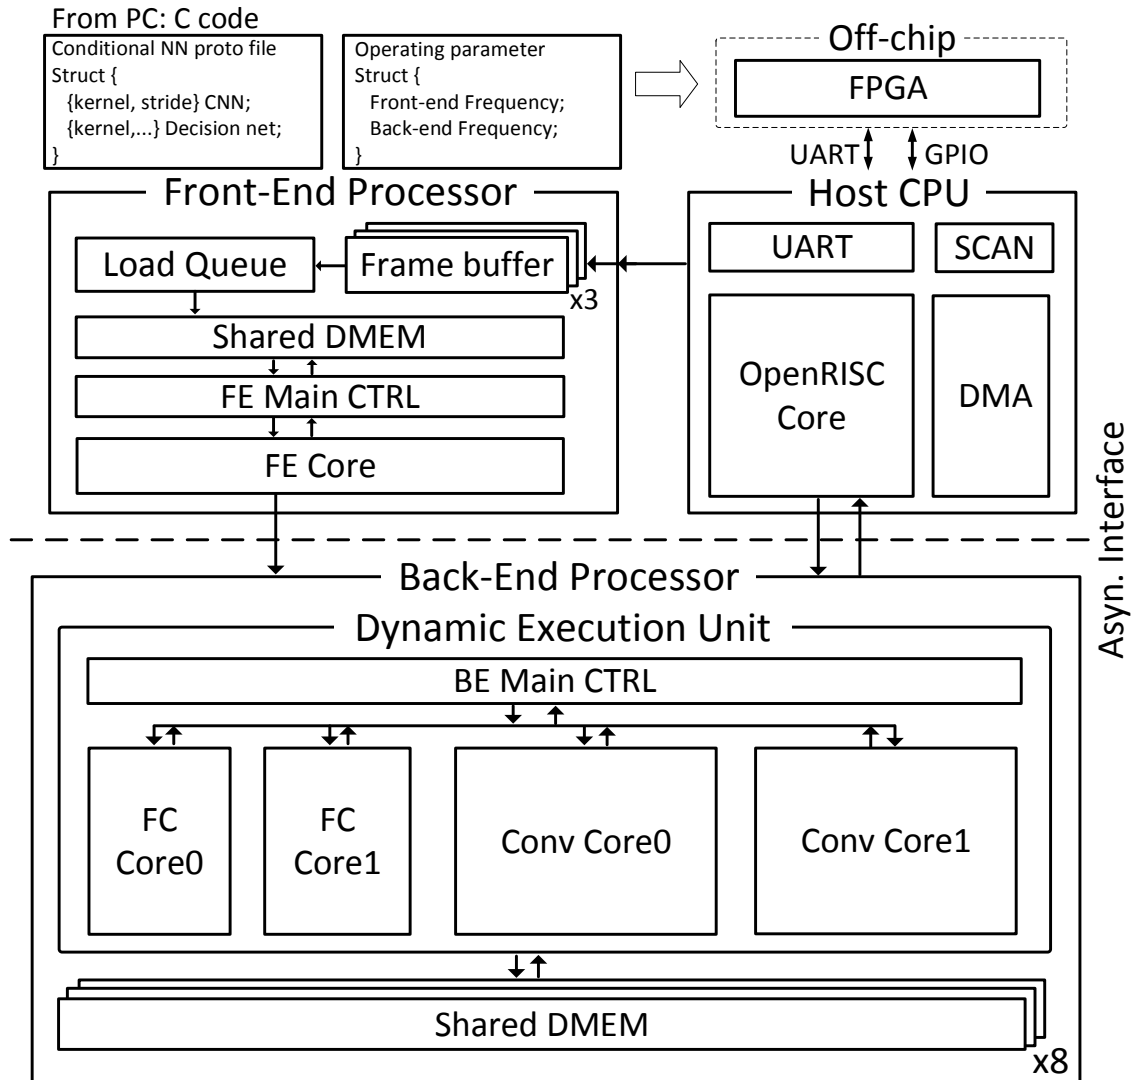 From PC: C code
Conditional NN proto file
Struct {
{kernel, stride} CNN;
{kernel,...} Decision net;
}
Operating parameter
Struct {
Front-end Frequency;
Back-end Frequency;
}
Off-chip
FPGA
UART
GPIO
Front-End Processor
Load Queue
Frame buffer
x3
Shared DMEM
FE Main CTRL
FE Core
Host CPU
UART
SCAN
OpenRISC
Core
DMA
Asyn. Interface
Back-End Processor
Dynamic Execution Unit
BE Main CTRL
FC
Core0
FC
Core1
Conv Core0
Conv Core1
Shared DMEM
x8